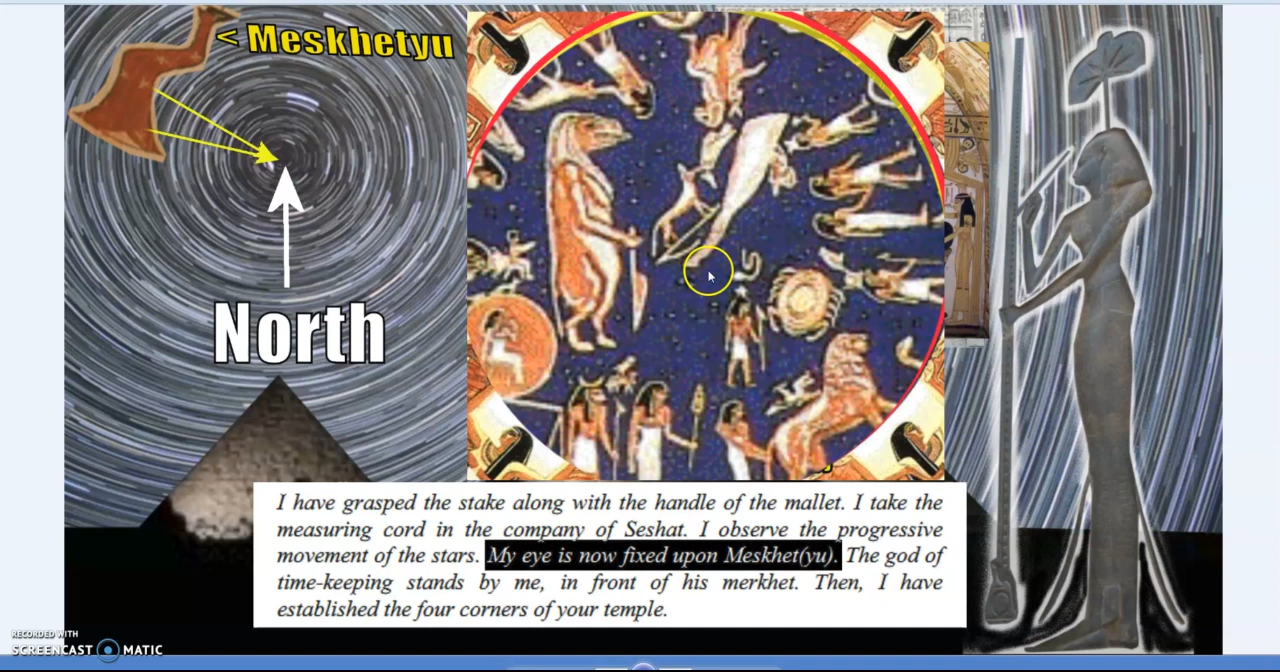 < Meskhetyu
North
I have grasped the stake along with the handle of the mallet. I take the
measuring cord in the company of Seshat. I observe the progressive
movement of the stars. My eye is now fixed upon Meskhet(yu). The god of
time-keeping stands by me, in front of his merkhet. Then, I have
established the four corners of your temple.
RECORDED WITH
SCREENCAST MATIC